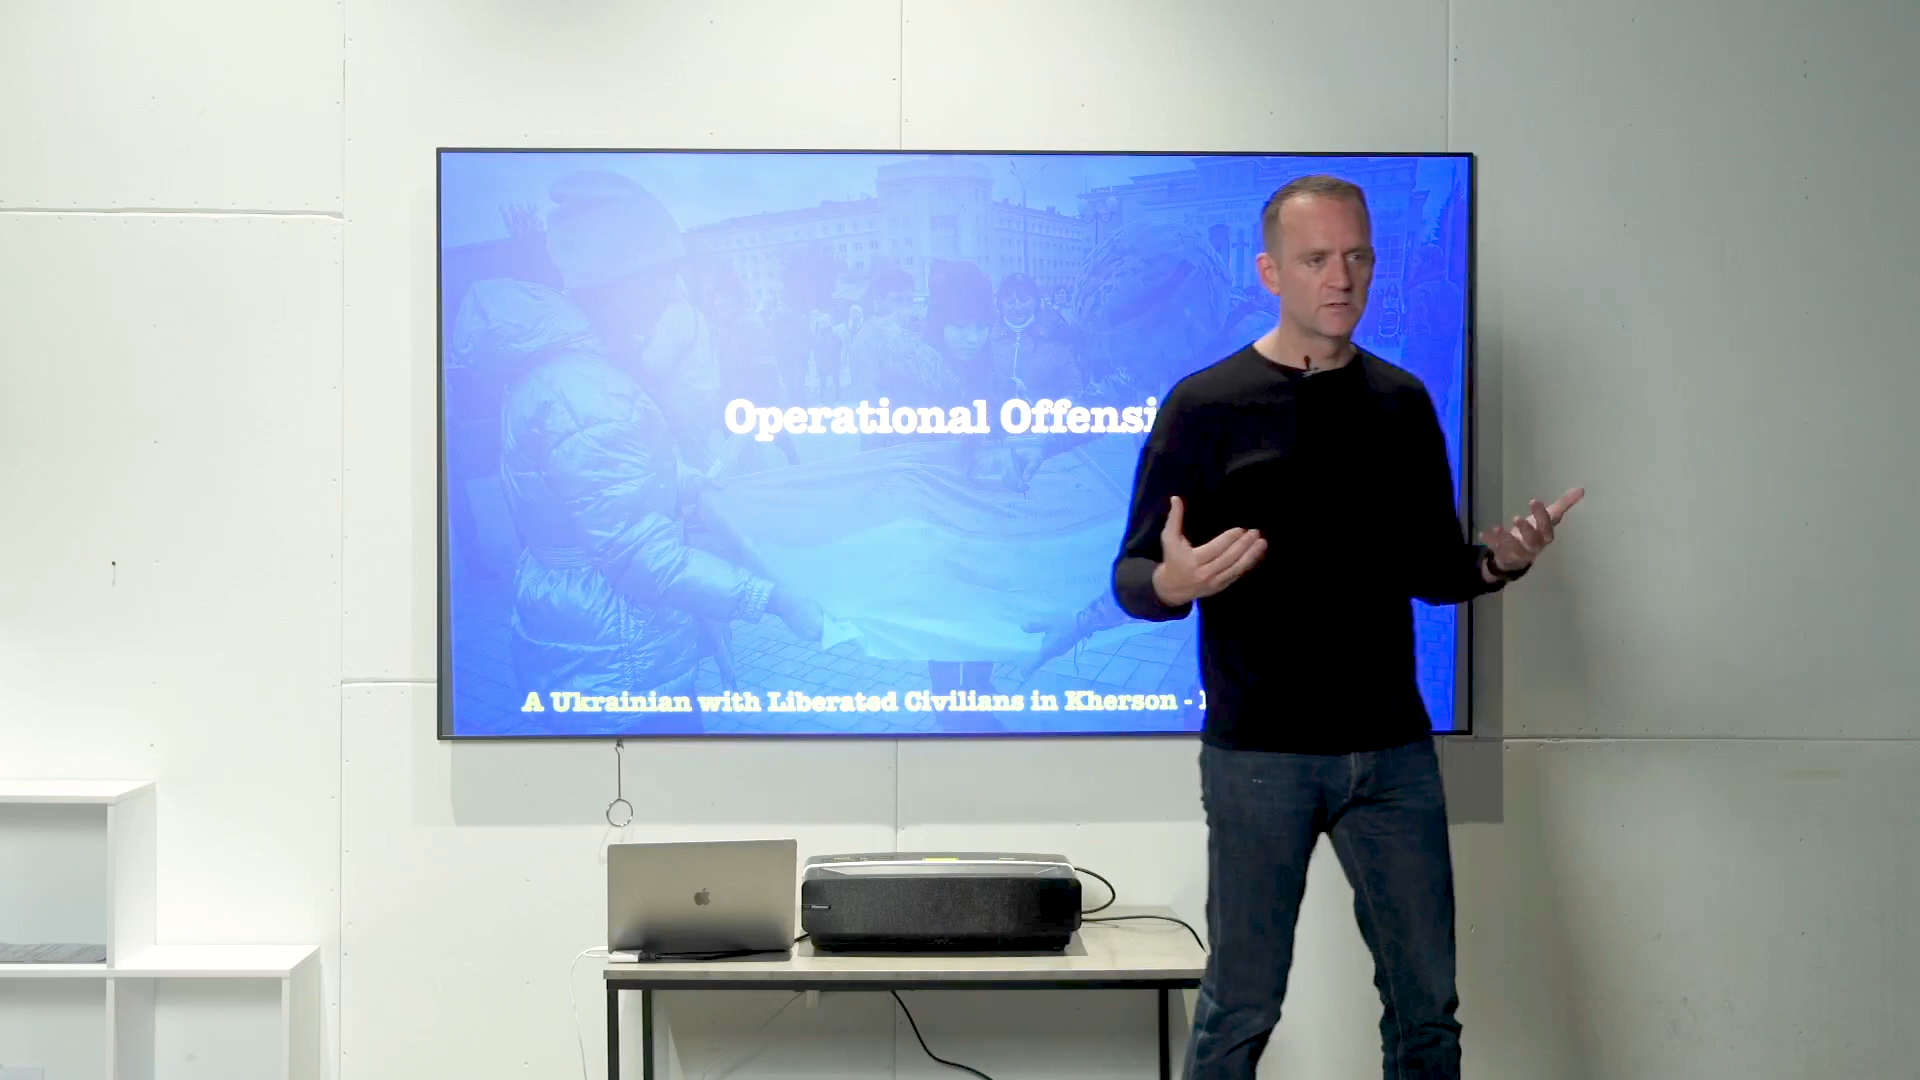 Operational Offensi
A Ukrainian with Liberated Civilians in Kherson -